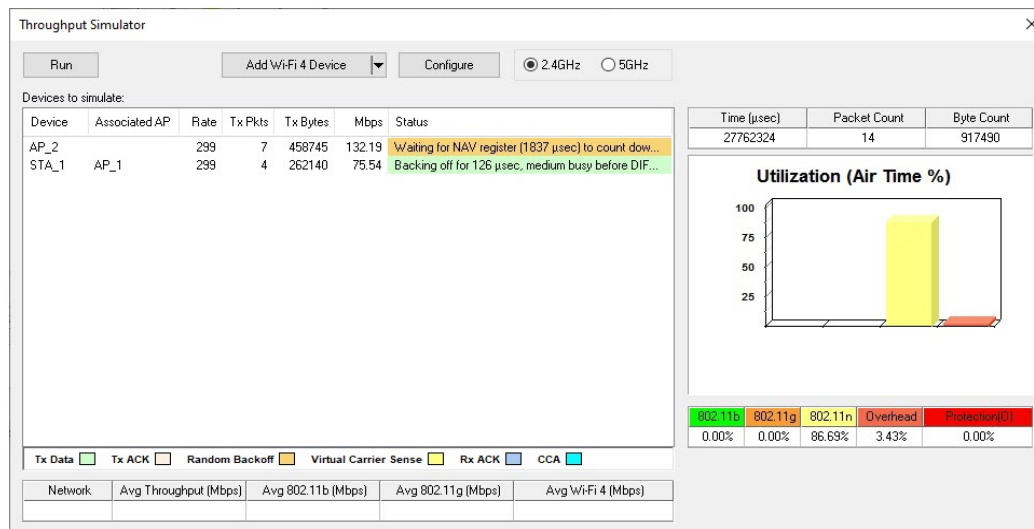 Throughput Simulator
Run Add Wi-Fi 4 Device Configure 2.4GHz 5GHz
Devices to simulate:
Device Associated AP Rate Tx Pkts Tx Bytes Mbps Status
AP_2 299 7 458745 132.19 Waiting for NAV register (1837 µsec) to count dow...
STA_1 AP_1 299 4 262140 75.54 Backing off for 126 µsec, medium busy before DIF...
Tx Data Tx ACK Random Backoff Virtual Carrier Sense Rx ACK CCA
Network Avg Throughput (Mbps) Avg 802.11b (Mbps) Avg 802.11g (Mbps) Avg Wi-Fi 4 (Mbps)
Time (µsec) Packet Count Byte Count
27762324 14 917490
Utilization (Air Time %)
100
75
50
25
802.11b 802.11g 802.11n Overhead Protection(0)
0.00% 0.00% 86.69% 3.43% 0.00%